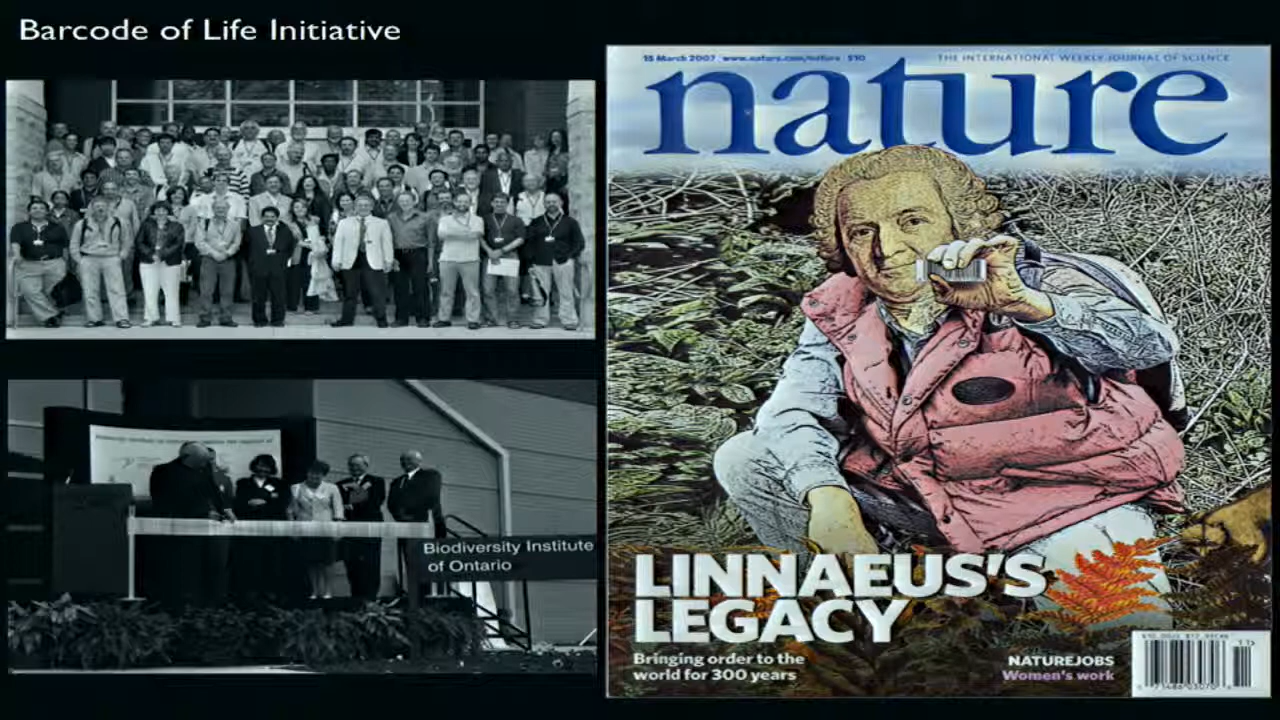 Barcode of Life Initiative
15 March 2007 www.nature.com/nature $10
THE INTERNATIONAL WEEKLY JOURNAL OF SCIENCE
nature
Biodiversity Institute
of Ontario
LINNAEUS'S
LEGACY
Bringing order to the
world for 300 years
NATUREJOBS
Women's work